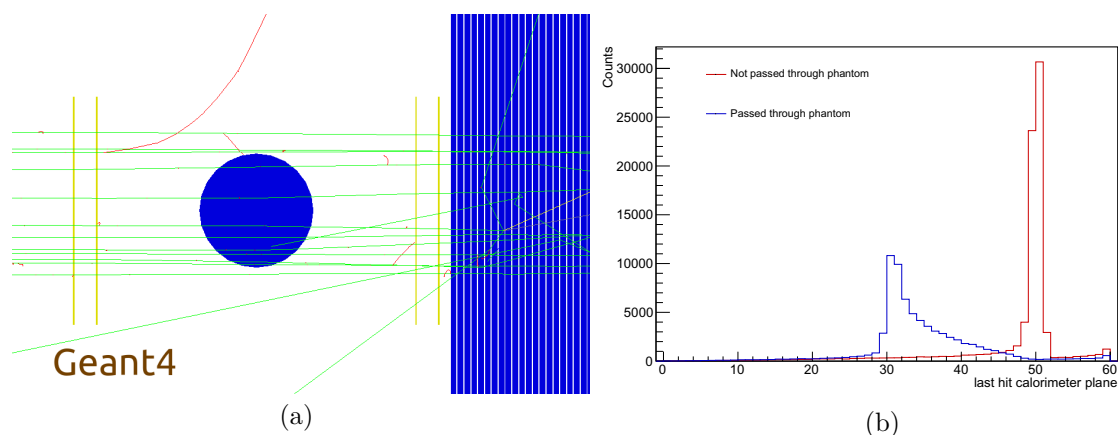 Geant4
(a)
Counts
30000
25000
20000
15000
10000
5000
0
Not passed through phantom
Passed through phantom
0 10 20 30 40 50 60
last hit calorimeter plane
(b)